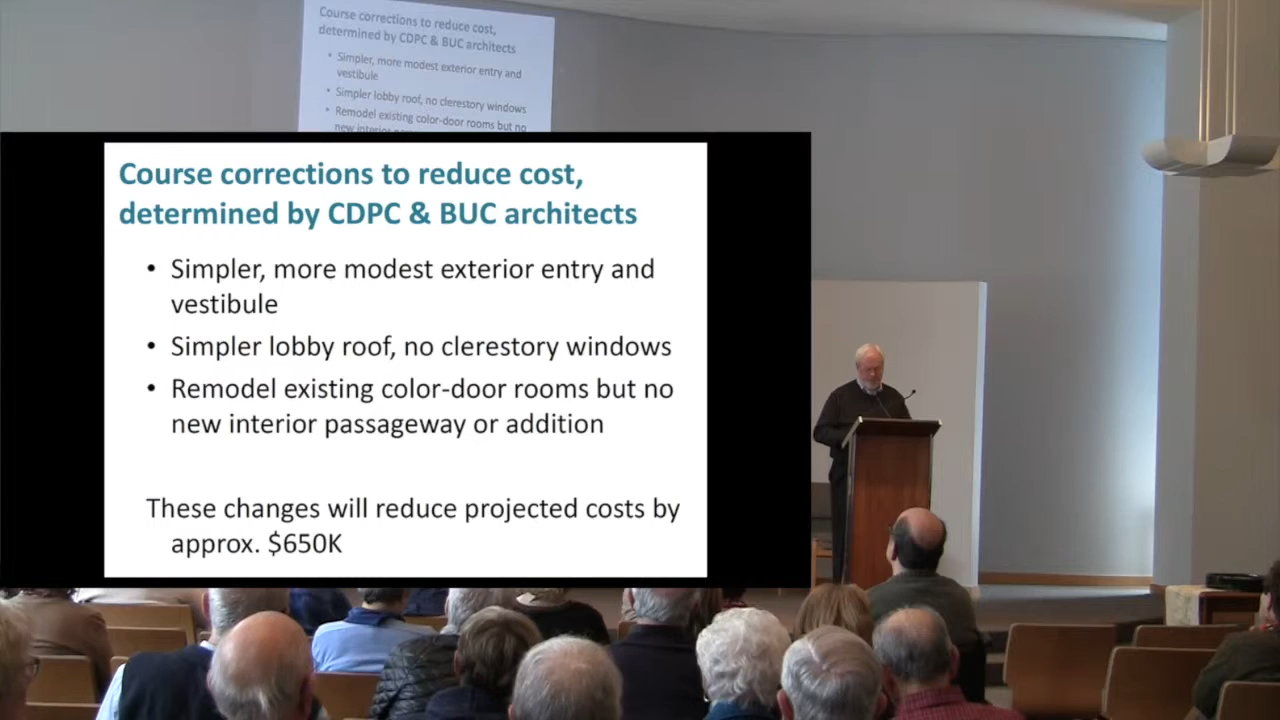 Course corrections to reduce cost,
determined by CDPC & BUC architects
• Simpler, more modest exterior entry and
vestibule
• Simpler lobby roof, no clerestory windows
• Remodel existing color-door rooms but no
new interior
Course corrections to reduce cost,
determined by CDPC & BUC architects
• Simpler, more modest exterior entry and
vestibule
• Simpler lobby roof, no clerestory windows
• Remodel existing color-door rooms but no
new interior passageway or addition
These changes will reduce projected costs by
approx. $650K